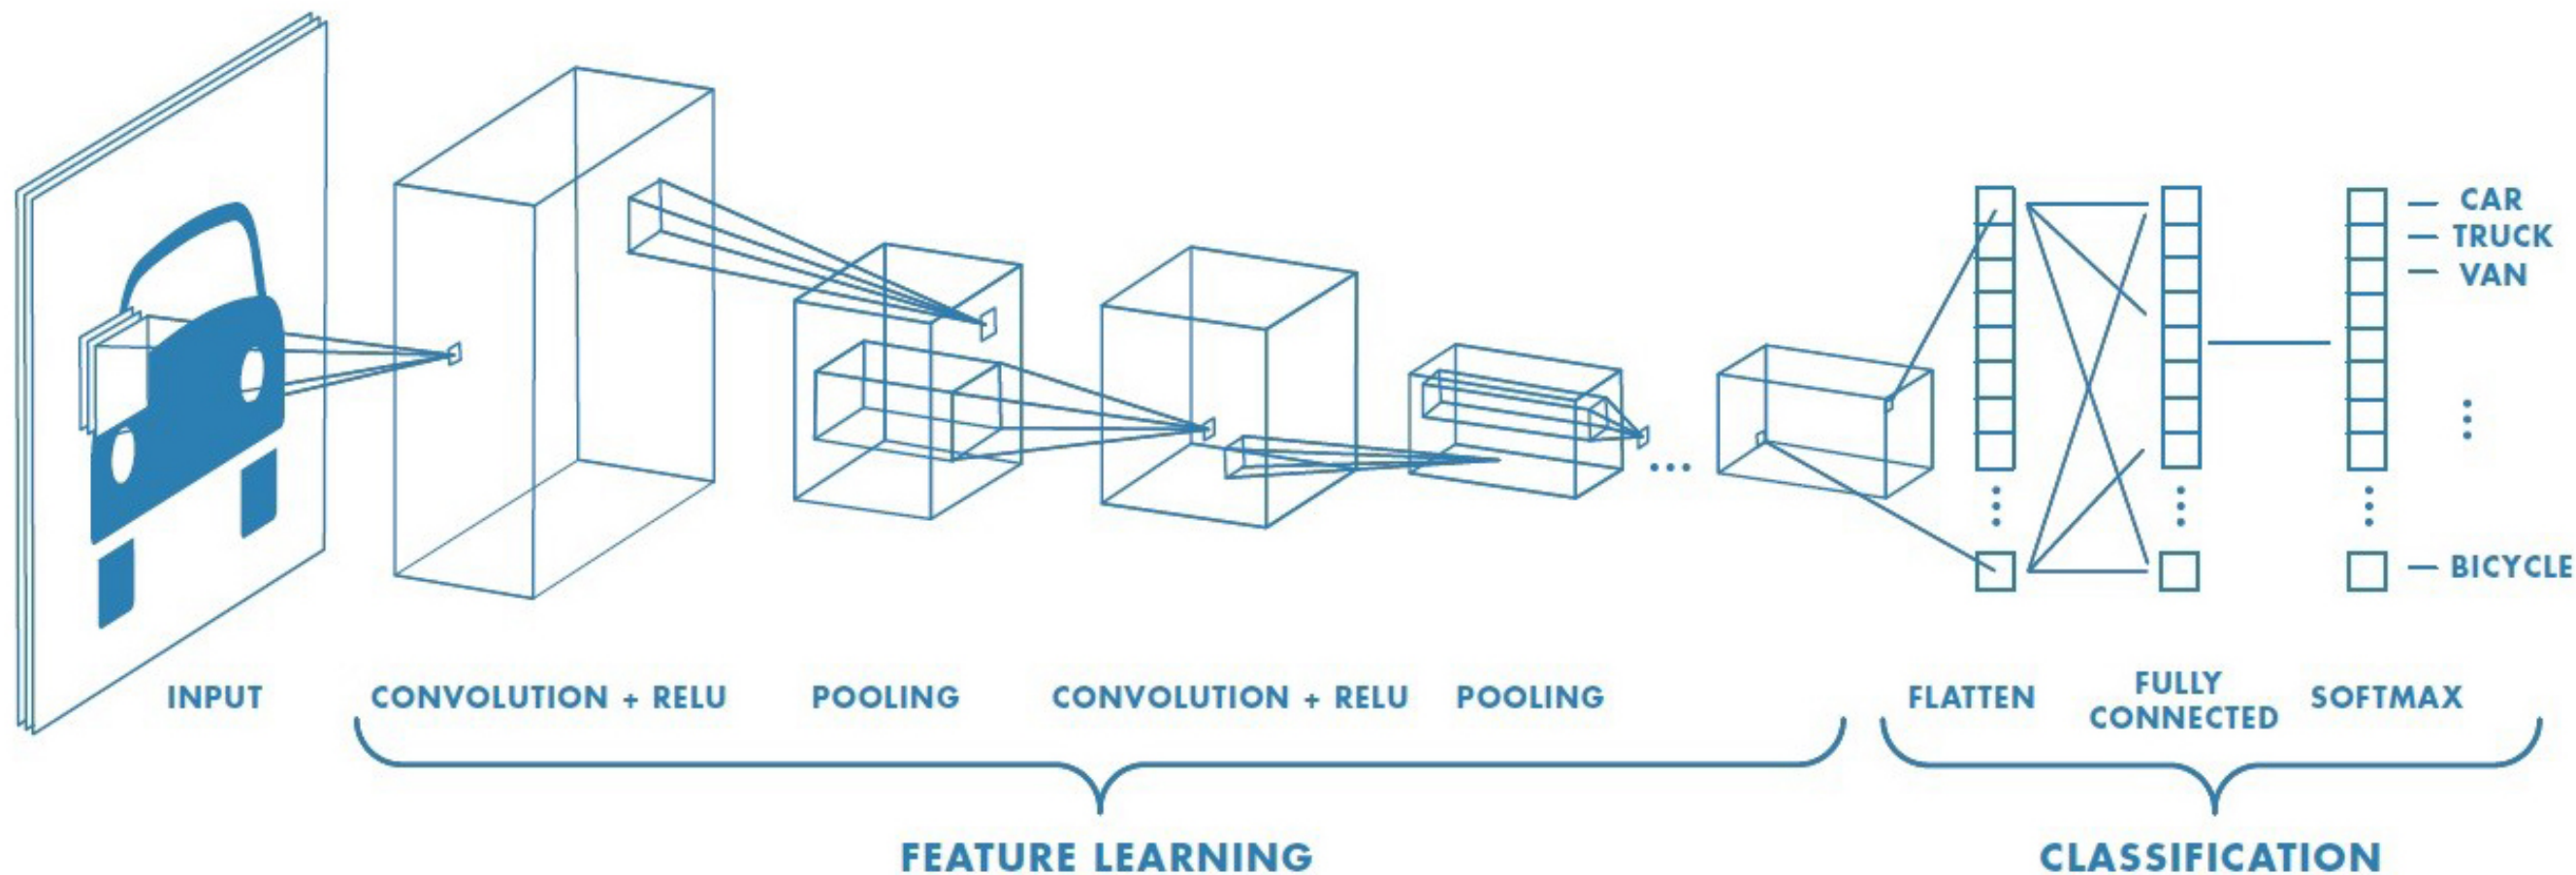 CAR
TRUCK
VAN
BICYCLE
INPUT
CONVOLUTION + RELU
POOLING
CONVOLUTION + RELU
POOLING
FLATTEN
FULLY
CONNECTED
SOFTMAX
FEATURE LEARNING
CLASSIFICATION